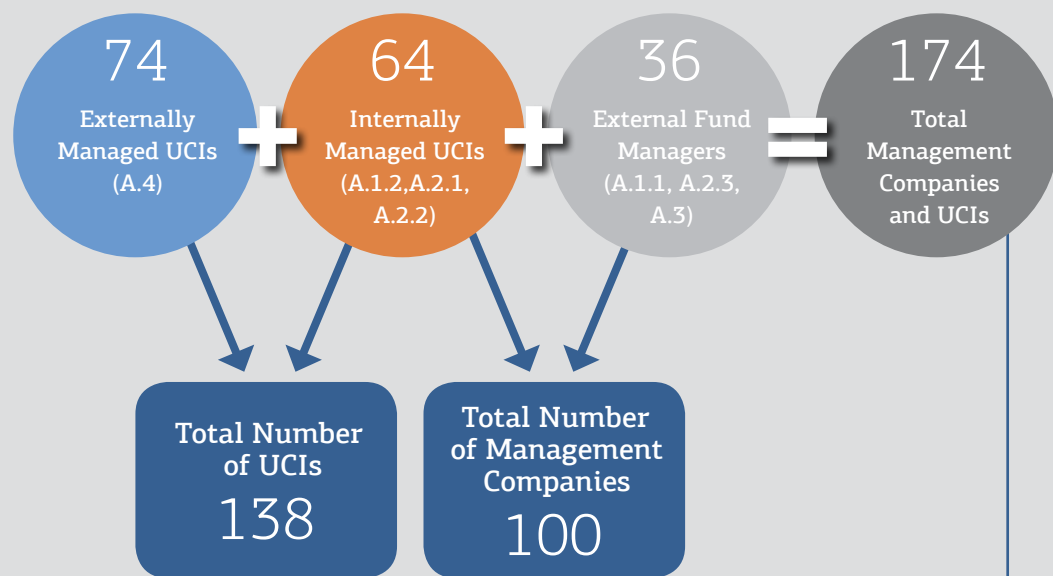 74
Externally
Managed UCIs
(A.4)
+
64
Internally
Managed UCIs
(A.1.2,A.2.1,
A.2.2)
+
36
External Fund
Managers
(A.1.1, A.2.3,
A.3)
=
174
Total
Management
Companies
and UCIs
Total Number
of UCIs
138
Total Number
of Management
Companies
100